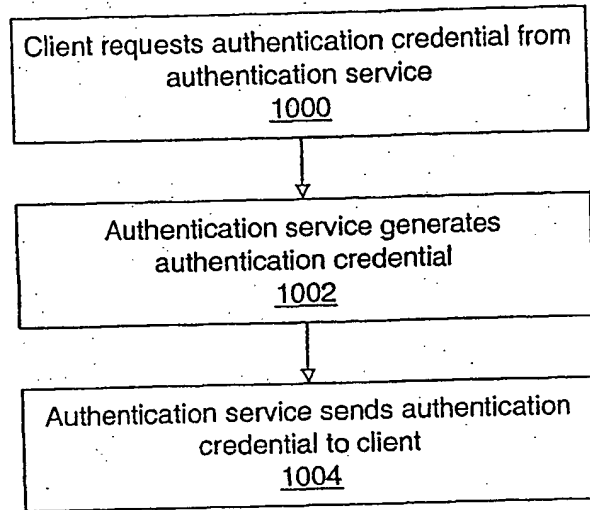 Client requests authentication credential from
authentication service
1000
Authentication service generates
authentication credential
1002
Authentication service sends authentication
credential to client
1004